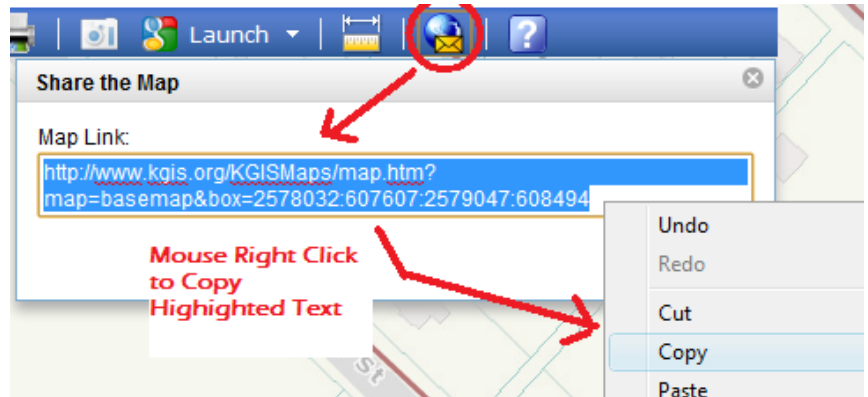 Launch
Share the Map
Map Link:
http://www.kgis.org/KGISMaps/map.htm?
map=basemap&box=2578032:607607:2579047:608494
Mouse Right Click
to Copy
Highighted Text
Undo
Redo
Cut
Copy
Paste
St